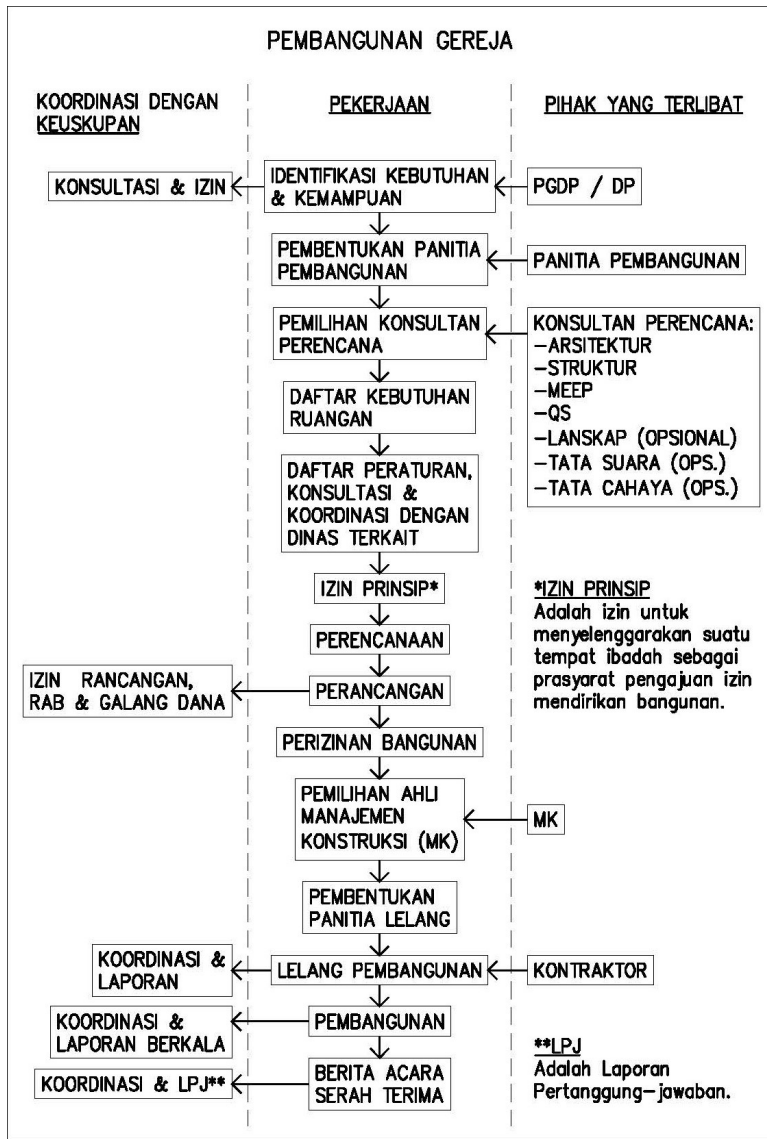 PEMBANGUNAN GEREJA
KOORDINASI DENGAN
KEUSKUPAN
PEKERJAAN
PIHAK YANG TERLIBAT
KONSULTASI & IZIN
IDENTIFIKASI KEBUTUHAN
& KEMAMPUAN
PGDP / DP
PEMBENTUKAN PANITIA
PEMBANGUNAN
PANITIA PEMBANGUNAN
PEMILIHAN KONSULTAN
PERENCANA
KONSULTAN PERENCANA:
-ARSITEKTUR
-STRUKTUR
-MEEP
-QS
-LANSKAP (OPSIONAL)
-TATA SUARA (OPS.)
-TATA CAHAYA (OPS.)
DAFTAR KEBUTUHAN
RUANGAN
DAFTAR PERATURAN,
KONSULTASI &
KOORDINASI DENGAN
DINAS TERKAIT
IZIN PRINSIP*
*IZIN PRINSIP
Adalah izin untuk
menyelenggarakan suatu
tempat ibadah sebagai
prasyarat pengajuan izin
mendirikan bangunan.
PERENCANAAN
IZIN RANCANGAN,
RAB & GALANG DANA
PERANCANGAN
PERIZINAN BANGUNAN
PEMILIHAN AHLI
MANAJEMEN
KONSTRUKSI (MK)
MK
PEMBENTUKAN
PANITIA LELANG
KOORDINASI &
LAPORAN
LELANG PEMBANGUNAN
KONTRAKTOR
KOORDINASI &
LAPORAN BERKALA
PEMBANGUNAN
KOORDINASI & LPJ**
BERITA ACARA
SERAH TERIMA
**LPJ
Adalah Laporan
Pertanggung-jawaban.